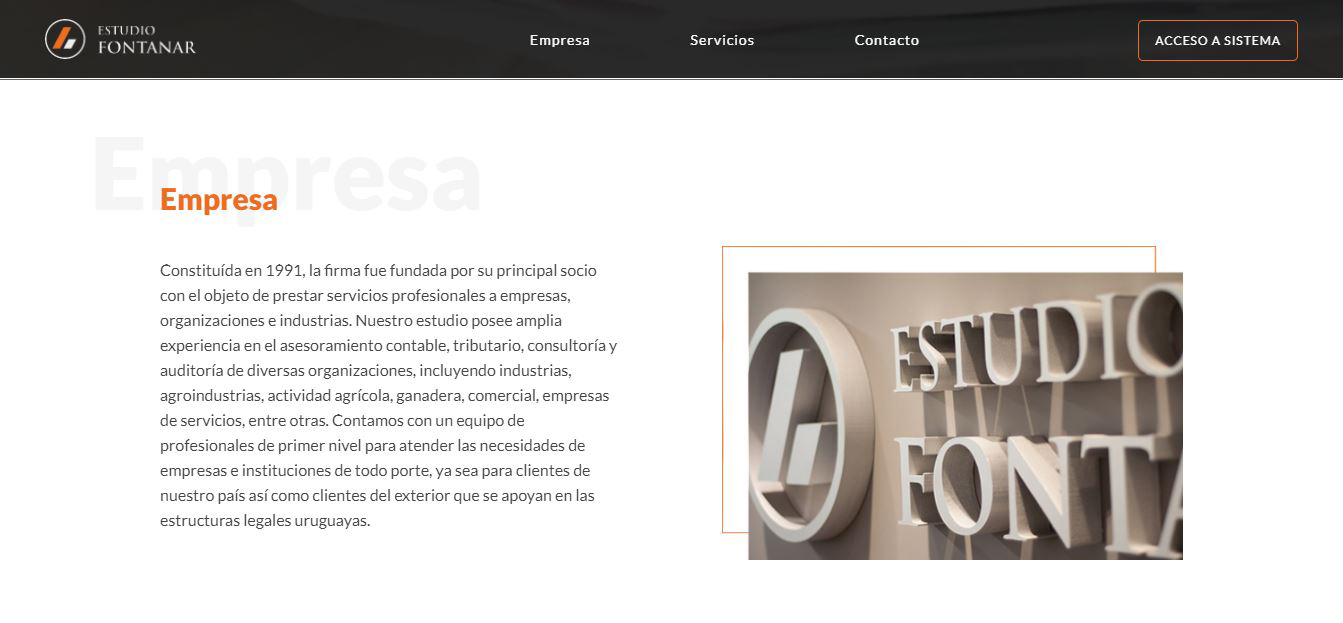 ESTUDIO
FONTANAR
Empresa
Servicios
Contacto
ACCESO A SISTEMA
Empresa
Empresa
Constituída en 1991, la firma fue fundada por su principal socio
con el objeto de prestar servicios profesionales a empresas,
organizaciones e industrias. Nuestro estudio posee amplia
experiencia en el asesoramiento contable, tributario, consultoría y
auditoría de diversas organizaciones, incluyendo industrias,
agroindustrias, actividad agrícola, ganadera, comercial, empresas
de servicios, entre otras. Contamos con un equipo de
profesionales de primer nivel para atender las necesidades de
empresas e instituciones de todo porte, ya sea para clientes de
nuestro país así como clientes del exterior que se apoyan en las
estructuras legales uruguayas.
ESTUDIO
FONTA